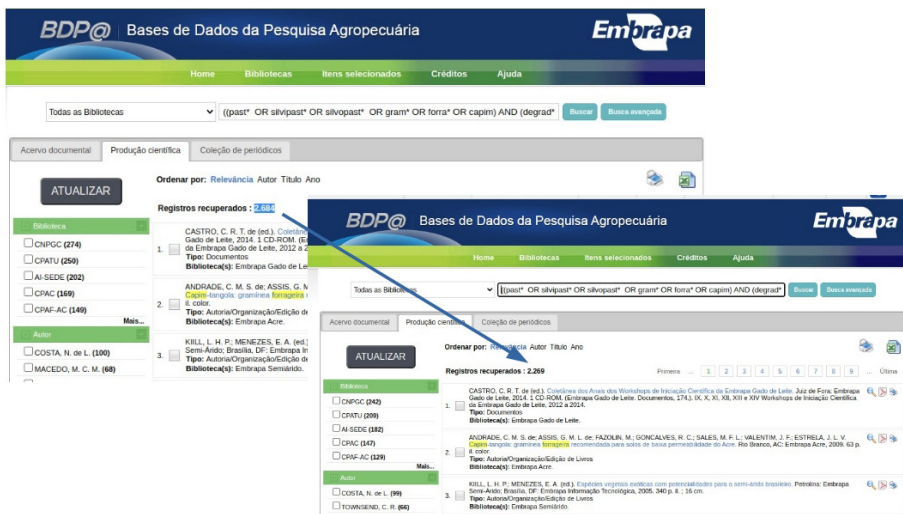 BDP@ Bases de Dados da Pesquisa Agropecuária Embrapa
Home Bibliotecas Itens selecionados Créditos Ajuda
Todas as Bibliotecas ((past* OR silvipast* OR silvopast* OR gram* OR forra* OR capim) AND (degrad* Buscar Busca avançada
Acervo documental Produção científica Coleção de periódicos
ATUALIZAR
Ordenar por: Relevância Autor Título Ano
Registros recuperados : 2.684
Biblioteca
CNPGC (274)
CPATU (250)
AI-SEDE (202)
CPAC (169)
CPAF-AC (149)
Mais...
Autor
COSTA, N. de L. (100)
MACEDO, M. C. M. (68)
1. CASTRO, C. R. T. de (ed.). Coletâne
Gado de Leite, 2014. 1 CD-ROM. (E
da Embrapa Gado de Leite, 2012 a 2
Tipo: Documentos
Biblioteca(s): Embrapa Gado de Le
2. ANDRADE, C. M. S. de; ASSIS, G. M
Capim-tangola: gramínea forrageira
il. color.
Tipo: Autoria/Organização/Edição de
Biblioteca(s): Embrapa Acre.
3. KIILL, L. H. P.; MENEZES, E. A. (ed.)
Semi-Árido; Brasília, DF: Embrapa In
Tipo: Autoria/Organização/Edição de
Biblioteca(s): Embrapa Semiárido.
BDP@ Bases de Dados da Pesquisa Agropecuária Embrapa
Home Bibliotecas Itens selecionados Créditos Ajuda
Todas as Bibliotecas ((past* OR silvipast* OR silvopast* OR gram* OR forra* OR capim) AND (degrad* Buscar Busca avançada
Acervo documental Produção científica Coleção de periódicos
ATUALIZAR
Ordenar por: Relevância Autor Título Ano
Registros recuperados : 2.269 Primeira ... 1 2 3 4 5 6 7 8 9 ... Última
Biblioteca
CNPGC (242)
CPATU (209)
AI-SEDE (182)
CPAC (147)
CPAF-AC (129)
Mais...
Autor
COSTA, N. de L. (99)
TOWNSEND, C. R. (66)
1. CASTRO, C. R. T. de (ed.). Coletânea dos Anais dos Workshops de Iniciação Científica da Embrapa Gado de Leite. Juiz de Fora: Embrapa
Gado de Leite, 2014. 1 CD-ROM. (Embrapa Gado de Leite. Documentos, 174.). IX, X, XI, XII, XIII e XIV Workshops de Iniciação Científica
da Embrapa Gado de Leite, 2012 a 2014.
Tipo: Documentos
Biblioteca(s): Embrapa Gado de Leite.
2. ANDRADE, C. M. S. de; ASSIS, G. M. L. de; FAZOLIN, M.; GONCALVES, R. C.; SALES, M. F. L.; VALENTIM, J. F.; ESTRELA, J. L. V.
Capim-tangola: gramínea forrageira recomendada para solos de baixa permeabilidade do Acre. Rio Branco, AC: Embrapa Acre, 2009. 63 p.
il. color.
Tipo: Autoria/Organização/Edição de Livros
Biblioteca(s): Embrapa Acre.
3. KIILL, L. H. P.; MENEZES, E. A. (ed.). Espécies vegetais exóticas com potencialidades para o semi-árido brasileiro. Petrolina: Embrapa
Semi-Árido; Brasília, DF: Embrapa Informação Tecnológica, 2005. 340 p. il. ; 16 cm.
Tipo: Autoria/Organização/Edição de Livros
Biblioteca(s): Embrapa Semiárido.